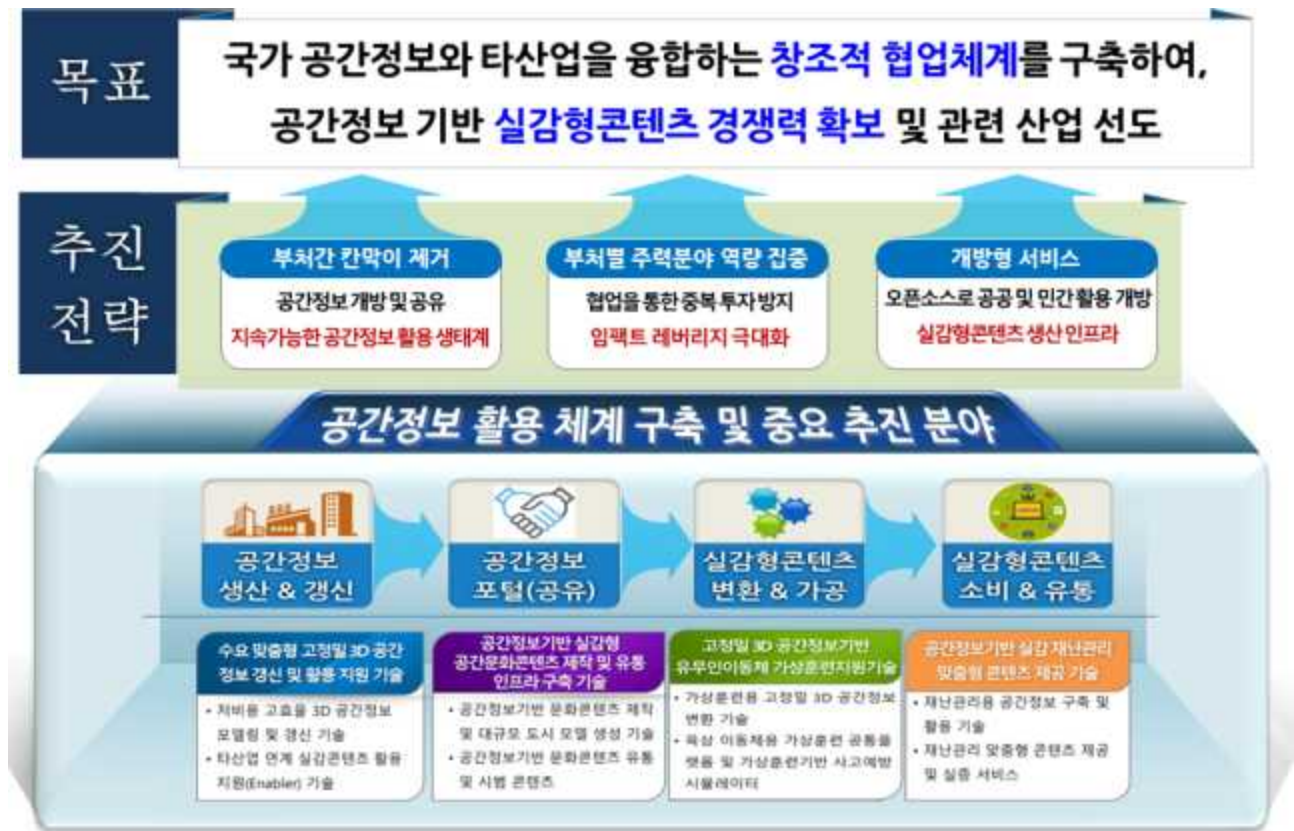 목표
국가 공간정보와 타산업을 융합하는 창조적 협업체계를 구축하여,
공간정보 기반 실감형콘텐츠 경쟁력 확보 및 관련 산업 선도
추진
전략
부처간 칸막이 제거
공간정보 개방 및 공유
지속가능한 공간정보 활용 생태계
부처별 주력분야 역량 집중
협업을 통한 중복 투자 방지
임팩트 레버리지 극대화
개방형 서비스
오픈소스로 공공 및 민간 활용 개방
실감형콘텐츠 생산 인프라
공간정보 활용 체계 구축 및 중요 추진 분야
공간정보
생산 & 갱신
공간정보
포털(공유)
실감형콘텐츠
변환 & 가공
실감형콘텐츠
소비 & 유통
수요 맞춤형 고정밀 3D 공간
정보 갱신 및 활용 지원 기술
• 저비용 고효율 3D 공간정보
모델링 및 갱신 기술
• 타산업 연계 실감콘텐츠 활용
지원(Enabler) 기술
공간정보기반 실감형
공간문화콘텐츠 제작 및 유통
인프라 구축 기술
• 공간정보기반 문화콘텐츠 제작
및 대규모 도시 모델 생성 기술
• 공간정보기반 문화콘텐츠 유통
및 시범 콘텐츠
고정밀 3D 공간정보기반
유무인이동체 가상훈련지원기술
• 가상훈련용 고정밀 3D 공간정보
변환 기술
• 육상 이동체용 가상훈련 공통플
랫폼 및 가상훈련기반 사고예방
시뮬레이터
공간정보기반 실감 재난관리
맞춤형 콘텐츠 제공 기술
• 재난관리용 공간정보 구축 및
활용 기술
• 재난관리 맞춤형 콘텐츠 제공
및 실증 서비스